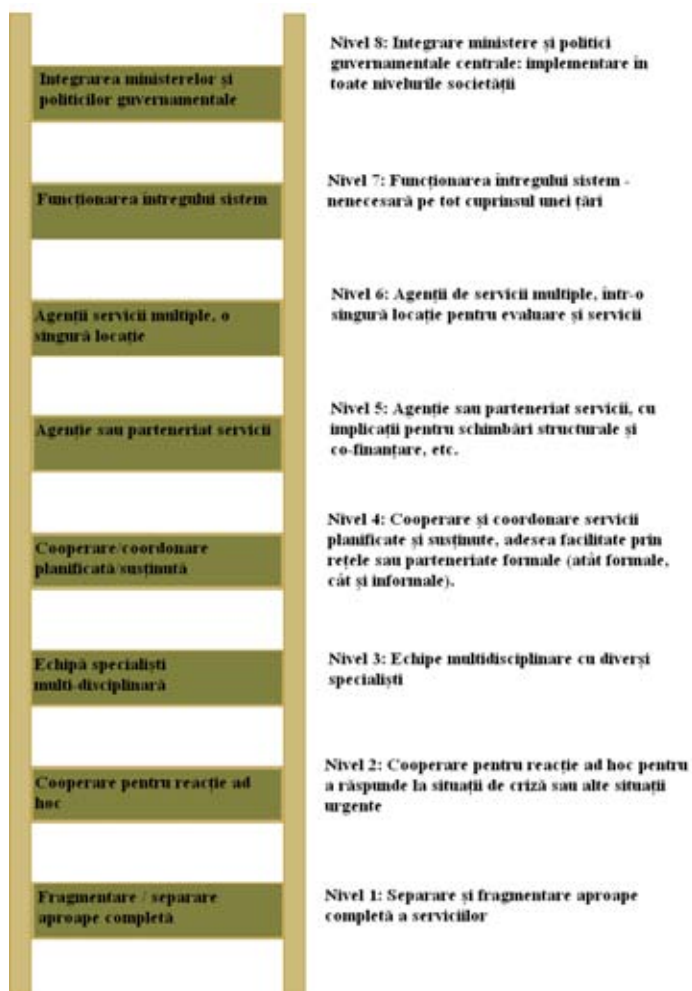 Integrarea ministerelor și
politicilor guvernamentale
Nivel 8: Integrare ministere și politici
guvernamentale centrale: implementare în
toate nivelurile societății
Funcționarea întregului sistem
Nivel 7: Funcționarea întregului sistem -
nenecesară pe tot cuprinsul unei țări
Agenții servicii multiple, o
singură locație
Nivel 6: Agenții de servicii multiple, într-o
singură locație pentru evaluare și servicii
Agenție sau parteneriat servicii
Nivel 5: Agenție sau parteneriat servicii, cu
implicații pentru schimbări structurale și
co-finanțare, etc.
Cooperare/coordonare
planificată/susținută
Nivel 4: Cooperare și coordonare servicii
planificate și susținute, adesea facilitate prin
rețele sau parteneriate formale (atât formale,
cât și informale).
Echipă specialiști
multi-disciplinară
Nivel 3: Echipe multidisciplinare cu diverși
specialiști
Cooperare pentru reacție ad
hoc
Nivel 2: Cooperare pentru reacție ad hoc pentru
a răspunde la situații de criză sau alte situații
urgente
Fragmentare / separare
aproape completă
Nivel 1: Separare și fragmentare aproape
completă a serviciilor